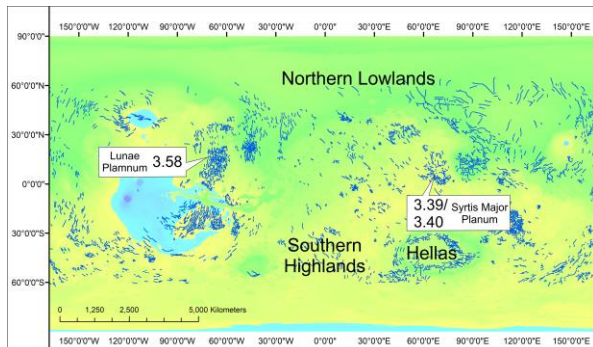 150°0'0"W 120°0'0"W 90°0'0"W 60°0'0"W 30°0'0"W 0°0'0"E 30°0'0"E 60°0'0"E 90°0'0"E 120°0'0"E 150°0'0"E
90°0'0"N
60°0'0"N
30°0'0"N
0°0'0"N
30°0'0"S
60°0'0"S
Northern Lowlands
Lunae
Plamnum
3.58
3.39/
3.40
Syrtis Major
Planum
Southern
Highlands
Hellas
0 1,250 2,500 5,000 Kilometers
150°0'0"W 120°0'0"W 90°0'0"W 60°0'0"W 30°0'0"W 0°0'0"E 30°0'0"E 60°0'0"E 90°0'0"E 120°0'0"E 150°0'0"E